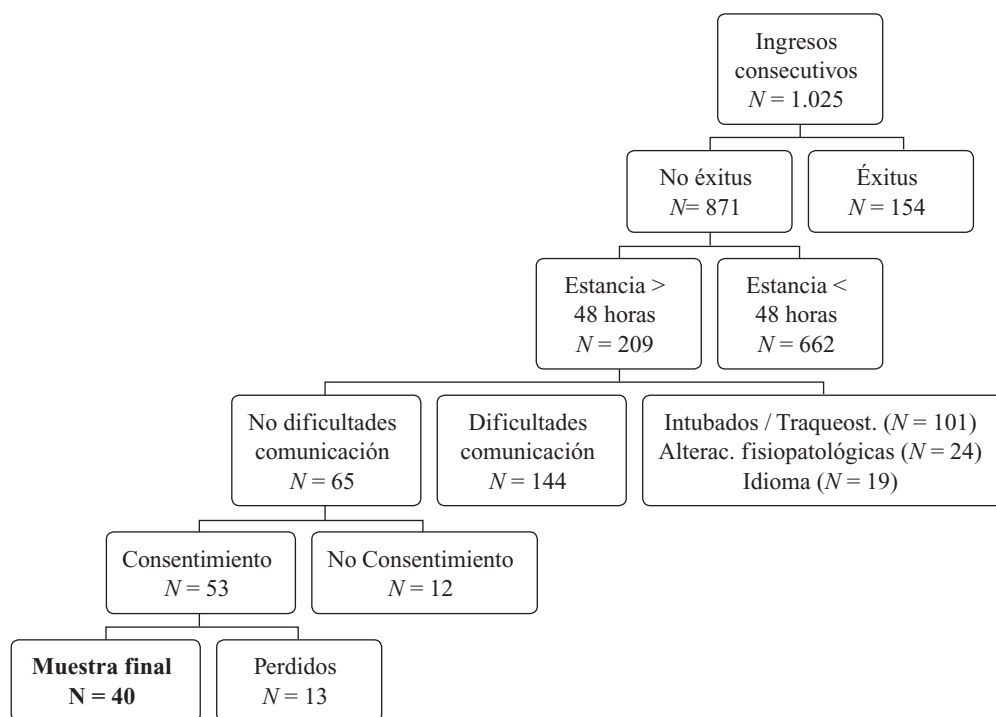 Ingresos
consecutivos
N = 1.025
No éxitus
N= 871
Éxitus
N = 154
Estancia >
48 horas
N = 209
Estancia <
48 horas
N = 662
No dificultades
comunicación
N = 65
Dificultades
comunicación
N = 144
Intubados / Traqueost. (N = 101)
Alterac. fisiopatológicas (N = 24)
Idioma (N = 19)
Consentimiento
N = 53
No Consentimiento
N = 12
Muestra final
N = 40
Perdidos
N = 13